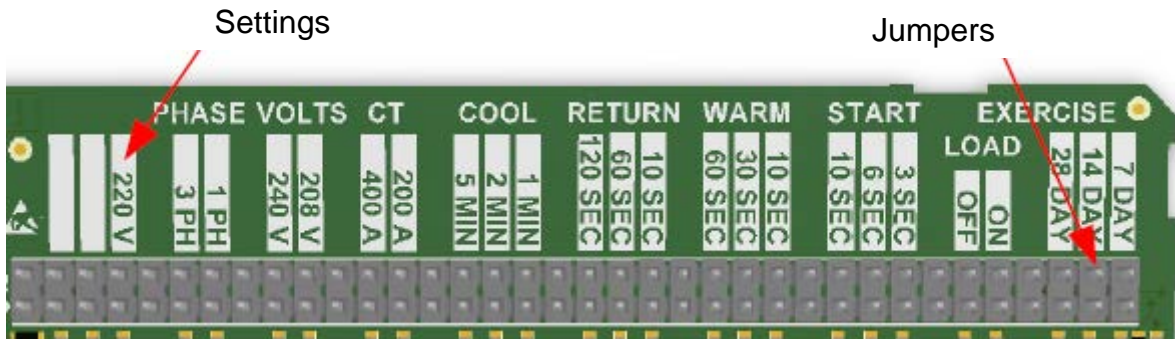 Settings
Jumpers
PHASE VOLTS CT COOL RETURN WARM START EXERCISE
LOAD
220 V
3 PH
1 PH
240 V
208 V
400 A
200 A
5 MIN
2 MIN
1 MIN
120 SEC
60 SEC
10 SEC
60 SEC
30 SEC
10 SEC
10 SEC
6 SEC
3 SEC
OFF
ON
28 DAY
14 DAY
7 DAY